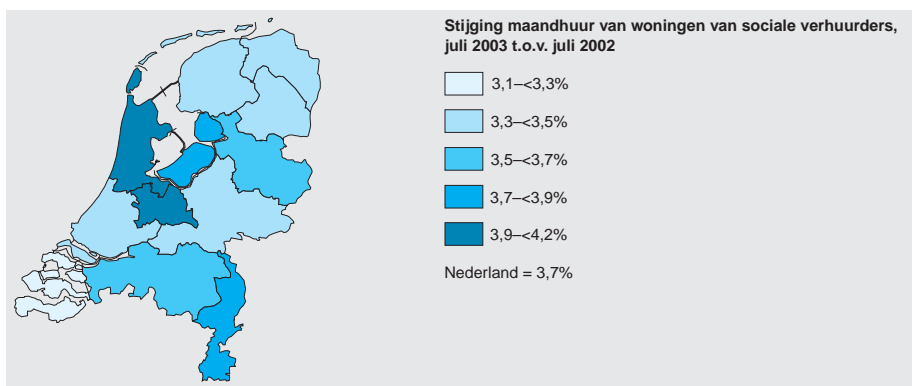 Stijging maandhuur van woningen van sociale verhuurders,
juli 2003 t.o.v. juli 2002
3,1–<3,3%
3,3–<3,5%
3,5–<3,7%
3,7–<3,9%
3,9–<4,2%
Nederland = 3,7%